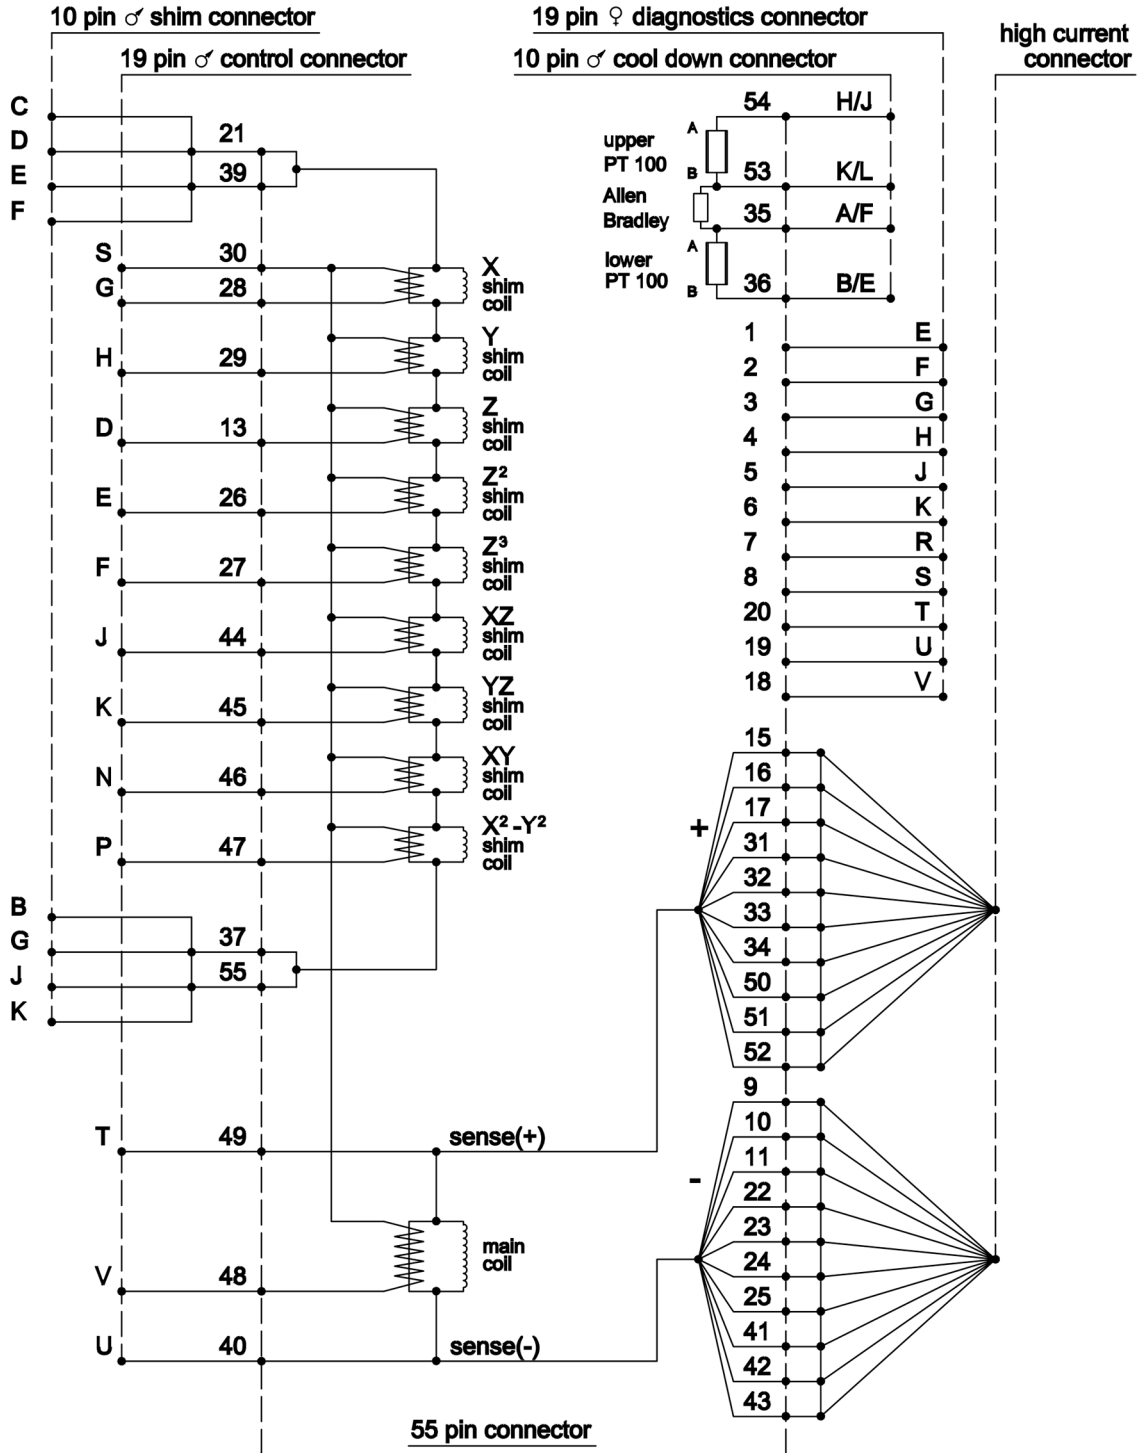 10 pin ♂ shim connector
19 pin ♀ diagnostics connector
high current
connector
19 pin ♂ control connector
10 pin ♂ cool down connector
C
D 21
E 39
F
S 30
G 28
X
shim
coil
H 29
Y
shim
coil
D 13
Z
shim
coil
E 26
Z²
shim
coil
F 27
Z³
shim
coil
J 44
XZ
shim
coil
K 45
YZ
shim
coil
N 46
XY
shim
coil
P 47
X² -Y²
shim
coil
B
G 37
J 55
K
T 49 sense(+)
V 48
main
coil
U 40 sense(-)
54 H/J
A
upper
PT 100
B
53 K/L
Allen
Bradley
35 A/F
A
lower
PT 100
B
36 B/E
1 E
2 F
3 G
4 H
5 J
6 K
7 R
8 S
20 T
19 U
18 V
+
15
16
17
31
32
33
34
50
51
52
-
9
10
11
22
23
24
25
41
42
43
55 pin connector